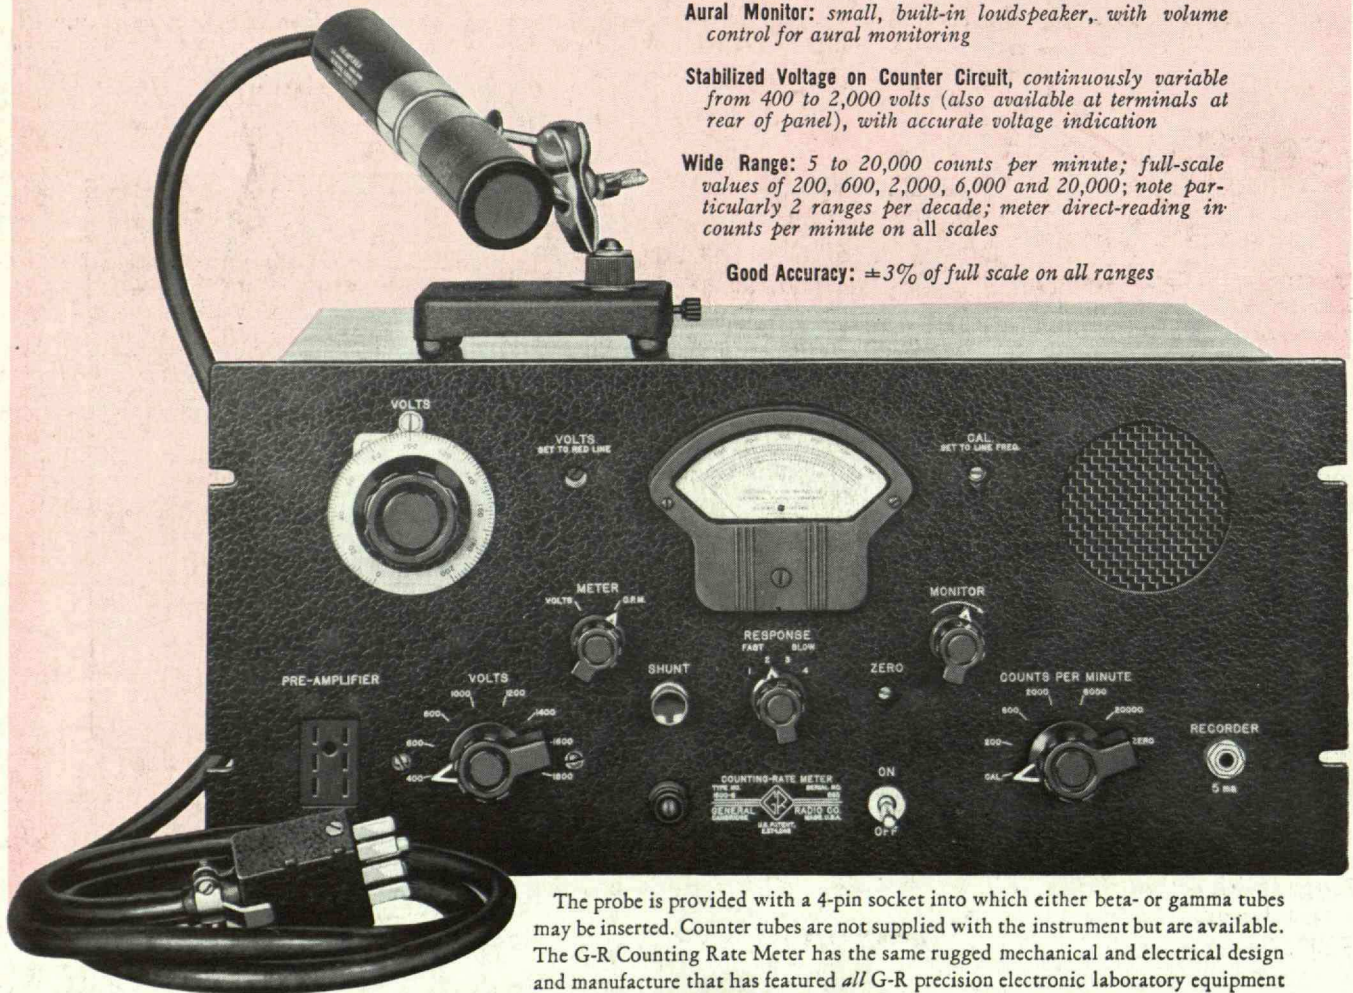 Aural Monitor: small, built-in loudspeaker, with volume
control for aural monitoring
Stabilized Voltage on Counter Circuit, continuously variable
from 400 to 2,000 volts (also available at terminals at
rear of panel), with accurate voltage indication
Wide Range: 5 to 20,000 counts per minute; full-scale
values of 200, 600, 2,000, 6,000 and 20,000; note par-
ticularly 2 ranges per decade; meter direct-reading in
counts per minute on all scales
Good Accuracy: ±3% of full scale on all ranges
VOLTS
VOLTS
SET TO RED LINE
CAL.
SET TO LINE FREQ.
METER
VOLTS
C.P.M.
MONITOR
RESPONSE
FAST SLOW
1 2 3 4
PRE-AMPLIFIER
VOLTS
400 600 800 1000 1200 1400 1600 1800
SHUNT
ZERO
COUNTS PER MINUTE
CAL. 200 600 2000 6000 20000 ZERO
RECORDER
5 ma
COUNTING-RATE METER
TYPE NO. SERIAL NO.
GENERAL GR RADIO CO.
CAMBRIDGE MASS. U.S.A.
U.S. PATENT
ON
OFF
The probe is provided with a 4-pin socket into which either beta- or gamma tubes
may be inserted. Counter tubes are not supplied with the instrument but are available.
The G-R Counting Rate Meter has the same rugged mechanical and electrical design
and manufacture that has featured all G-R precision electronic laboratory equipment